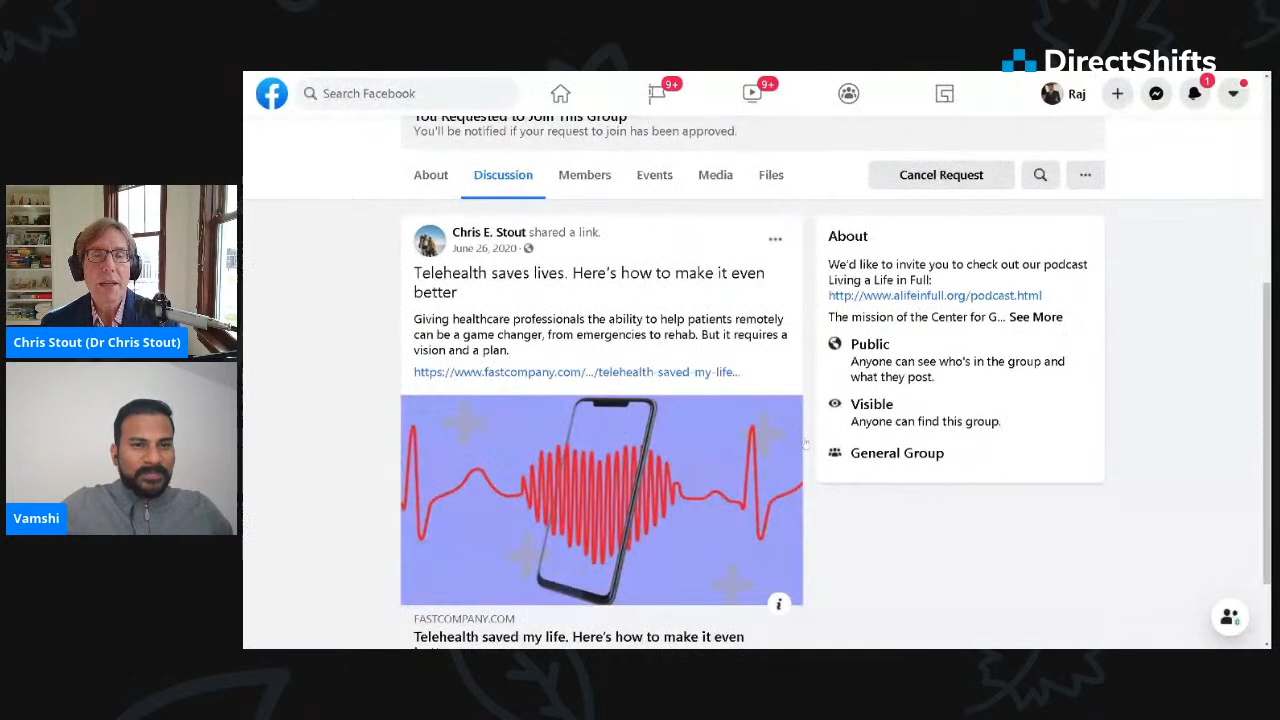 DirectShifts
Search Facebook
9+
9+
Raj
1
You Requested to Join This Group
You'll be notified if your request to join has been approved.
About
Discussion
Members
Events
Media
Files
Cancel Request
Chris E. Stout shared a link.
June 26, 2020 ·
Telehealth saves lives. Here's how to make it even
better
Giving healthcare professionals the ability to help patients remotely
can be a game changer, from emergencies to rehab. But it requires a
vision and a plan.
https://www.fastcompany.com/.../telehealth-saved-my-life...
FASTCOMPANY.COM
Telehealth saved my life. Here's how to make it even
About
We'd like to invite you to check out our podcast
Living a Life in Full:
http://www.alifeinfull.org/podcast.html
The mission of the Center for G... See More
Public
Anyone can see who's in the group and
what they post.
Visible
Anyone can find this group.
General Group
Chris Stout (Dr Chris Stout)
Vamshi